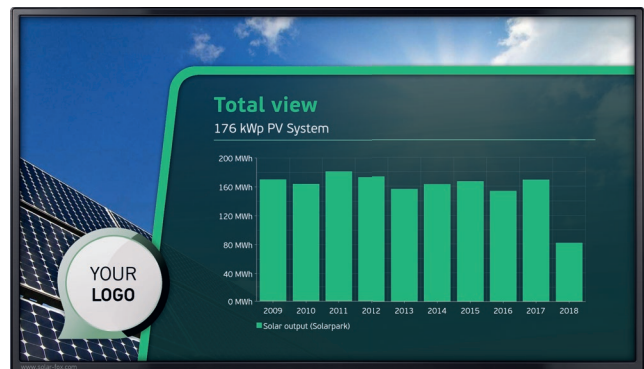 Total view
176 kWp PV System
200 MWh
160 MWh
120 MWh
80 MWh
40 MWh
0 MWh
2009 2010 2011 2012 2013 2014 2015 2016 2017 2018
Solar output (Solarpark)
YOUR
LOGO
www.solar-fox.com